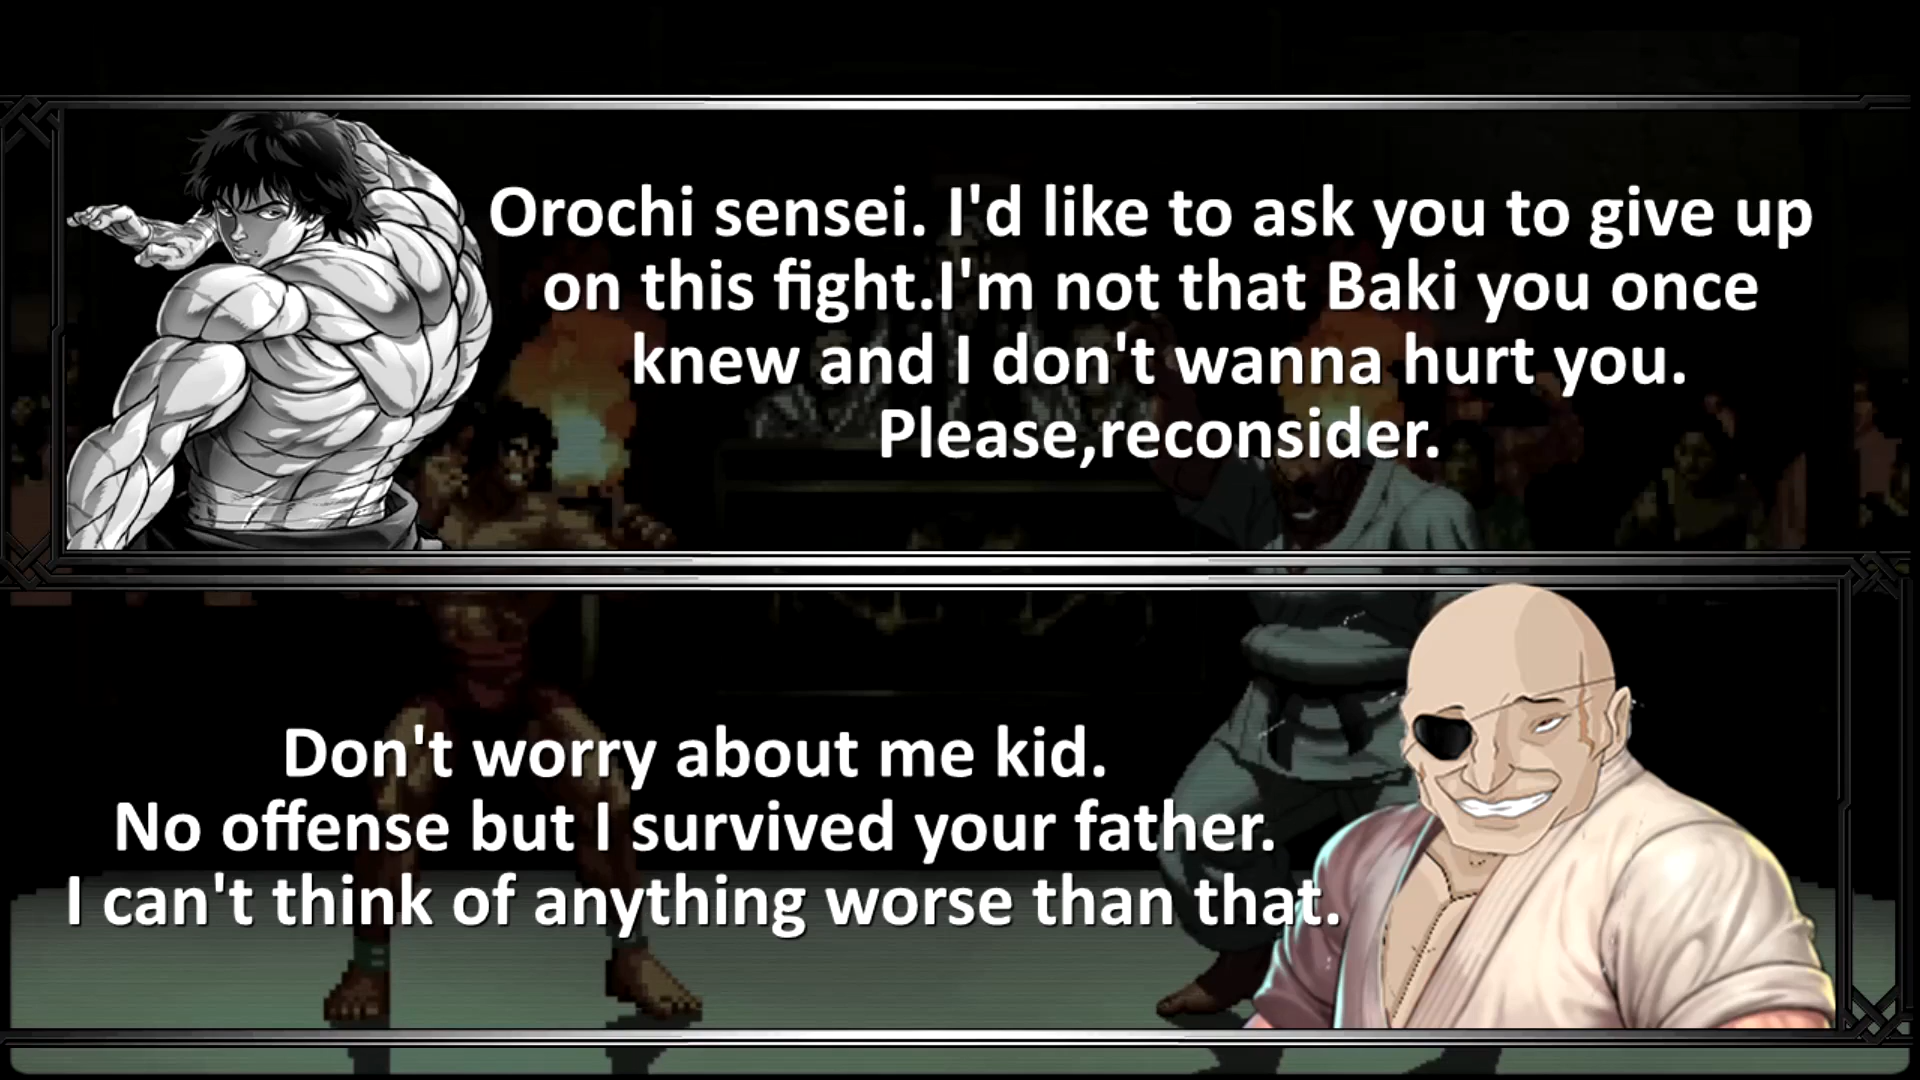 Orochi sensei. I'd like to ask you to give up
on this fight.I'm not that Baki you once
knew and I don't wanna hurt you.
Please,reconsider.
Don't worry about me kid.
No offense but I survived your father.
I can't think of anything worse than that.